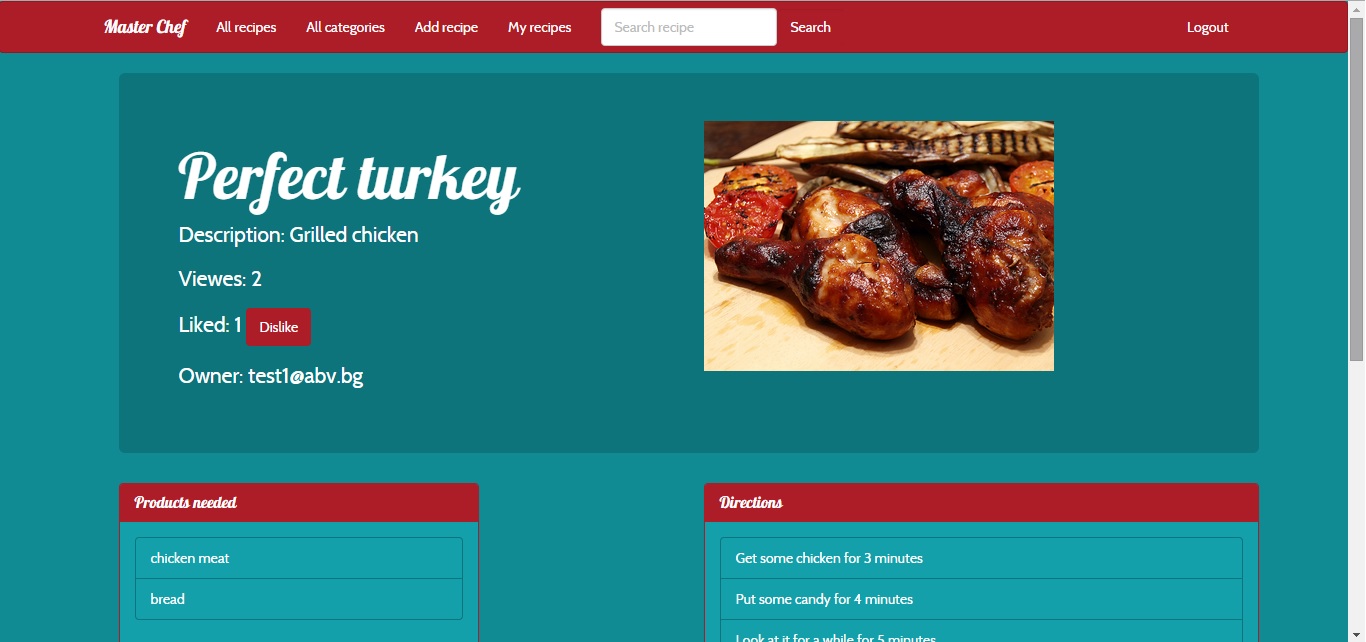 Master Chef All recipes All categories Add recipe My recipes Search recipe Search Logout
Perfect turkey
Description: Grilled chicken
Viewes: 2
Liked: 1 Dislike
Owner: test1@abv.bg
Products needed
chicken meat
bread
Directions
Get some chicken for 3 minutes
Put some candy for 4 minutes
Look at it for a while for 5 minutes